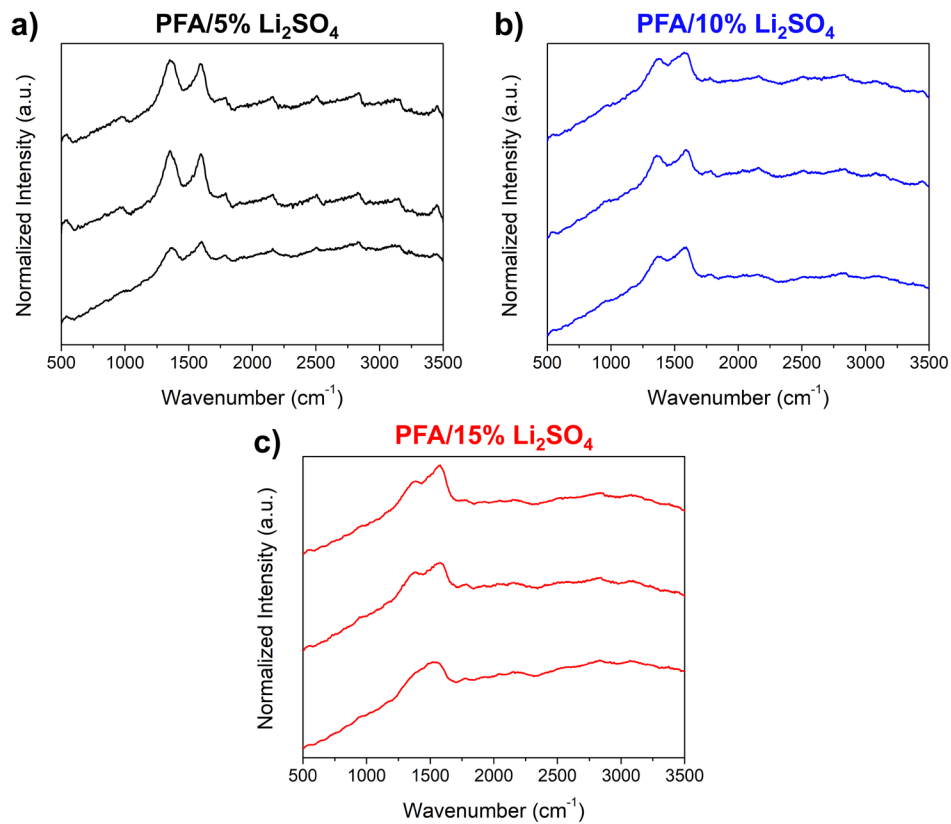 a) PFA/5% Li₂SO₄
Normalized Intensity (a.u.)
500 1000 1500 2000 2500 3000 3500
Wavenumber (cm⁻¹)
b) PFA/10% Li₂SO₄
Normalized Intensity (a.u.)
500 1000 1500 2000 2500 3000 3500
Wavenumber (cm⁻¹)
c) PFA/15% Li₂SO₄
Normalized Intensity (a.u.)
500 1000 1500 2000 2500 3000 3500
Wavenumber (cm⁻¹)